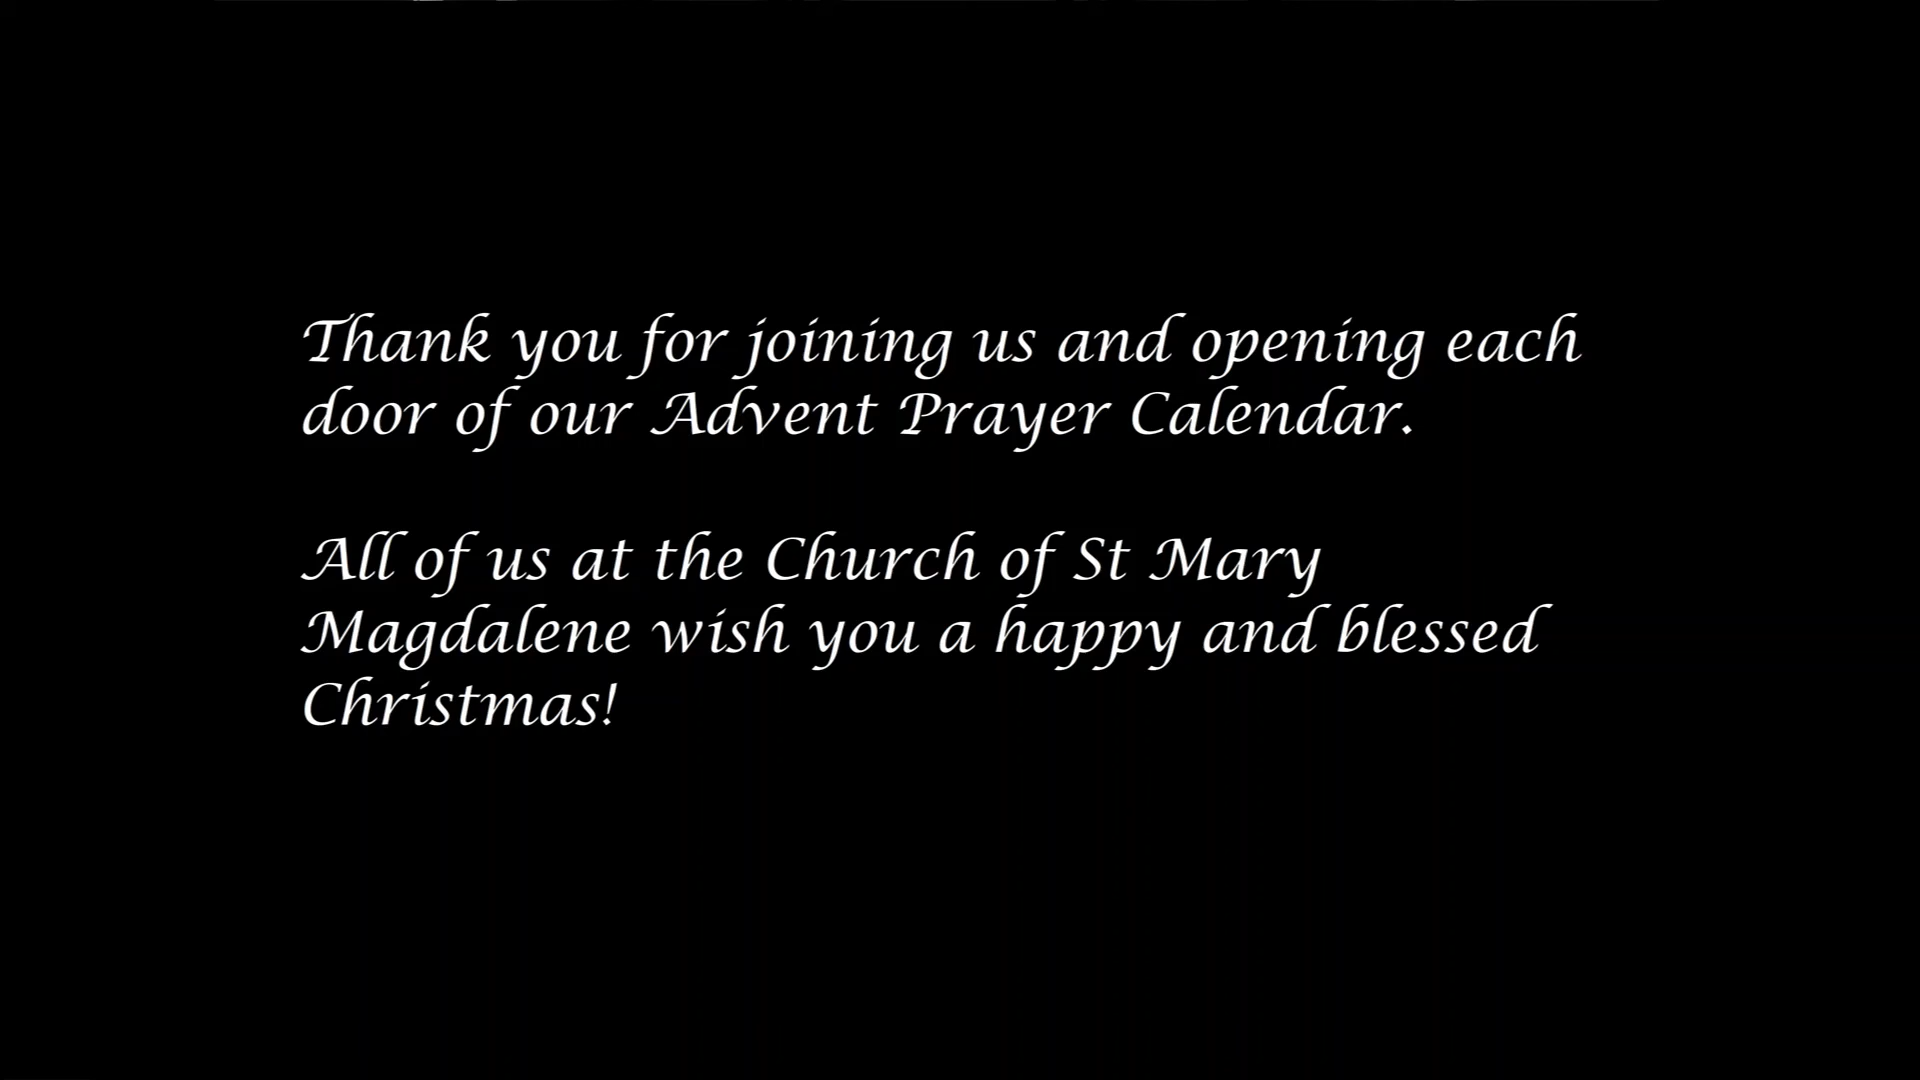 Thank you for joining us and opening each
door of our Advent Prayer Calendar.
All of us at the Church of St Mary
Magdalene wish you a happy and blessed
Christmas!